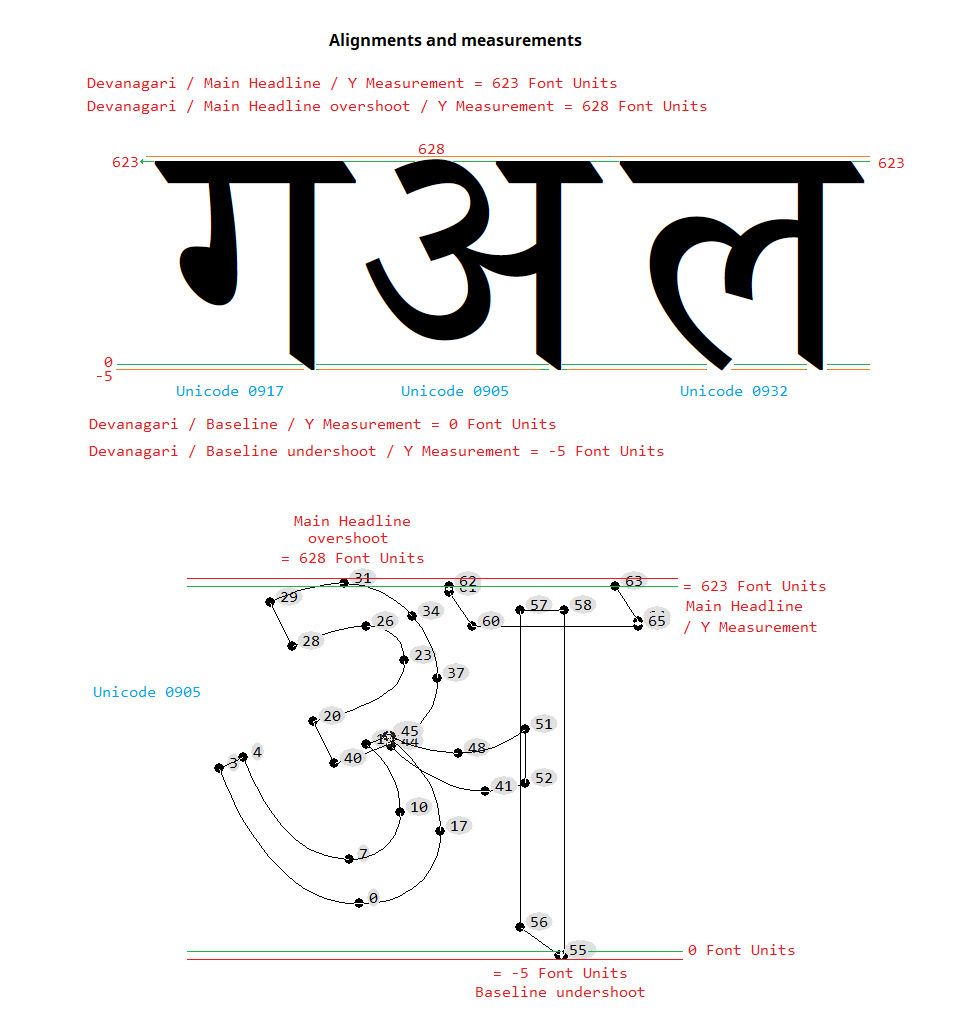 Alignments and measurements
Devanagari / Main Headline / Y Measurement = 623 Font Units
Devanagari / Main Headline overshoot / Y Measurement = 628 Font Units
628
623
623
ग अ ल
0
-5
Unicode 0917
Unicode 0905
Unicode 0932
Devanagari / Baseline / Y Measurement = 0 Font Units
Devanagari / Baseline undershoot / Y Measurement = -5 Font Units
Main Headline
overshoot
= 628 Font Units
31
62
63
= 623 Font Units
29
57
58
Main Headline
34
26
60
65
/ Y Measurement
28
23
37
Unicode 0905
20
45
51
44
48
40
3
4
52
41
10
17
7
0
56
55
0 Font Units
= -5 Font Units
Baseline undershoot